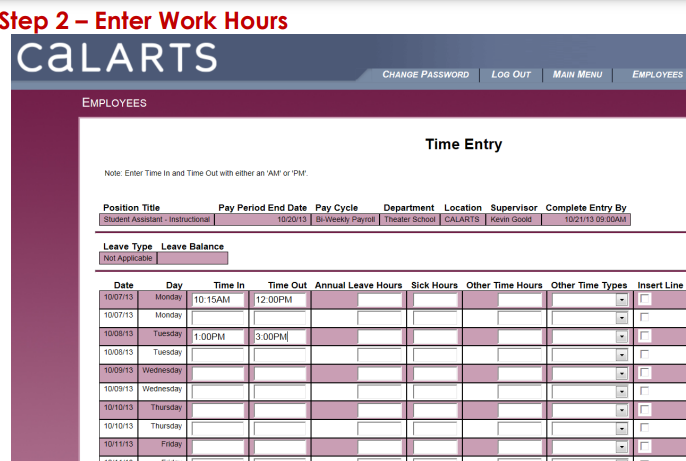 Step 2 – Enter Work Hours
CALARTS
CHANGE PASSWORD LOG OUT MAIN MENU EMPLOYEES
EMPLOYEES
Time Entry
Note: Enter Time In and Time Out with either an 'AM' or 'PM'.
Position Title Pay Period End Date Pay Cycle Department Location Supervisor Complete Entry By
Student Assistant - Instructional 10/20/13 Bi-Weekly Payroll Theater School CALARTS Kevin Goold 10/21/13 09:00AM
Leave Type Leave Balance
Not Applicable
Date Day Time In Time Out Annual Leave Hours Sick Hours Other Time Hours Other Time Types Insert Line
10/07/13 Monday 10:15AM 12:00PM
10/07/13 Monday
10/08/13 Tuesday 1:00PM 3:00PM
10/08/13 Tuesday
10/09/13 Wednesday
10/09/13 Wednesday
10/10/13 Thursday
10/10/13 Thursday
10/11/13 Friday